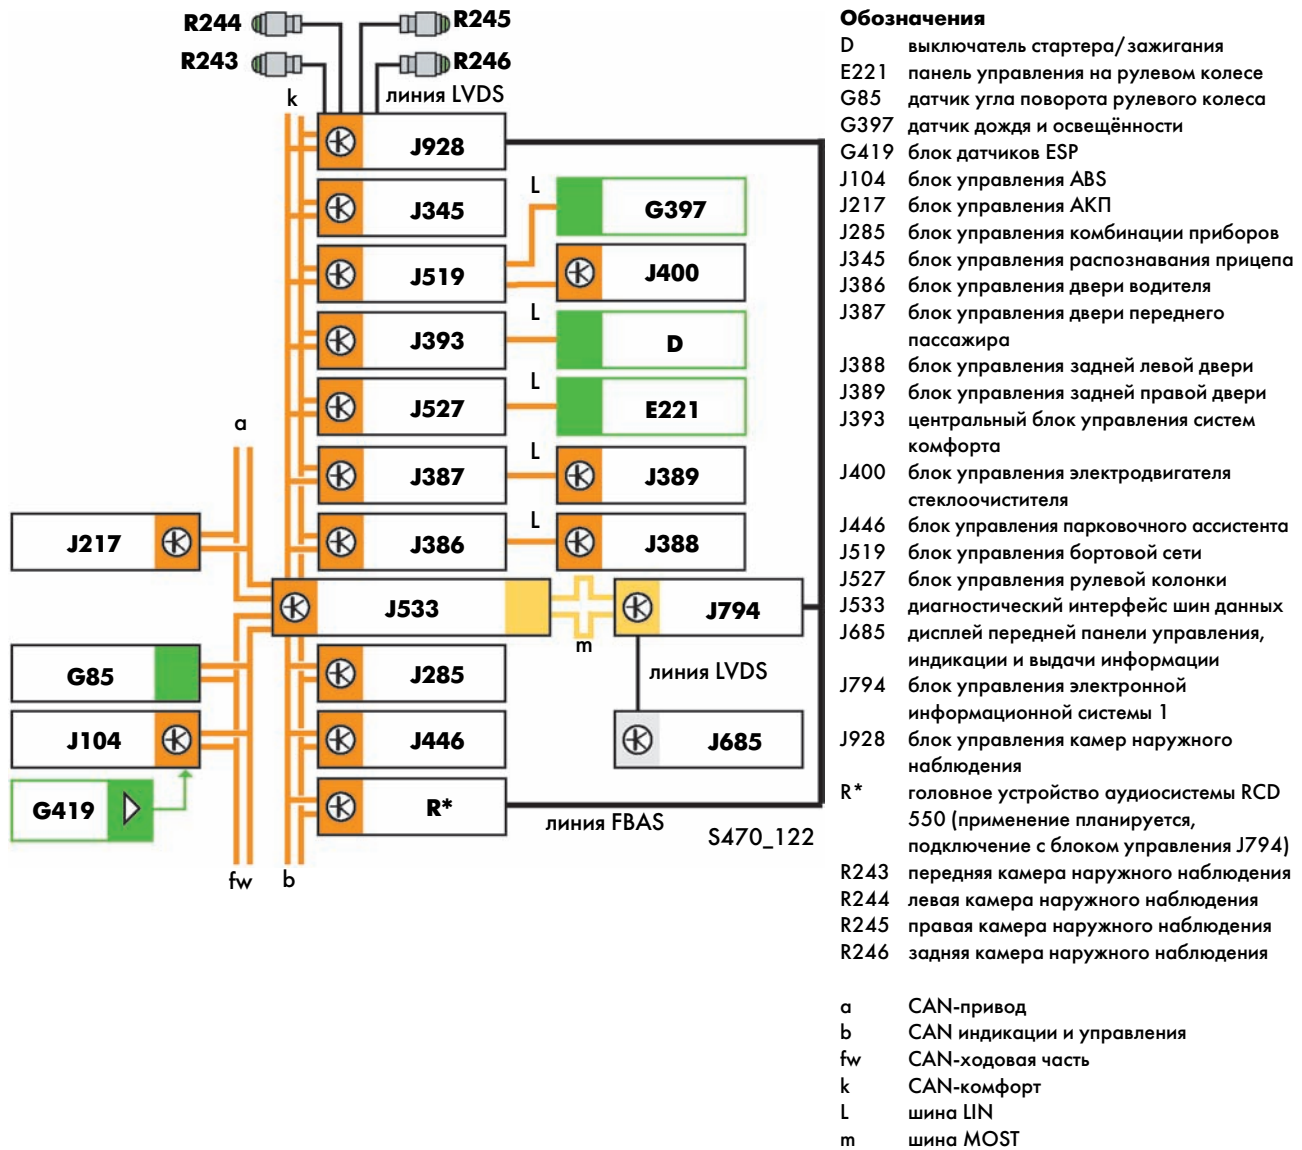 R244
R245
R243
R246
k
линия LVDS
J928
J345
L
G397
J519
J400
J393
L
D
J527
L
E221
a
J387
L
J389
J217
J386
L
J388
J533
J794
m
G85
J285
линия LVDS
J104
J446
J685
G419
R*
линия FBAS
S470_122
fw
b
Обозначения
D выключатель стартера/зажигания
E221 панель управления на рулевом колесе
G85 датчик угла поворота рулевого колеса
G397 датчик дождя и освещённости
G419 блок датчиков ESP
J104 блок управления ABS
J217 блок управления АКП
J285 блок управления комбинации приборов
J345 блок управления распознавания прицепа
J386 блок управления двери водителя
J387 блок управления двери переднего
пассажира
J388 блок управления задней левой двери
J389 блок управления задней правой двери
J393 центральный блок управления систем
комфорта
J400 блок управления электродвигателя
стеклоочистителя
J446 блок управления парковочного ассистента
J519 блок управления бортовой сети
J527 блок управления рулевой колонки
J533 диагностический интерфейс шин данных
J685 дисплей передней панели управления,
индикации и выдачи информации
J794 блок управления электронной
информационной системы 1
J928 блок управления камер наружного
наблюдения
R* головное устройство аудиосистемы RCD
550 (применение планируется,
подключение с блоком управления J794)
R243 передняя камера наружного наблюдения
R244 левая камера наружного наблюдения
R245 правая камера наружного наблюдения
R246 задняя камера наружного наблюдения
a CAN-привод
b CAN индикации и управления
fw CAN-ходовая часть
k CAN-комфорт
L шина LIN
m шина MOST